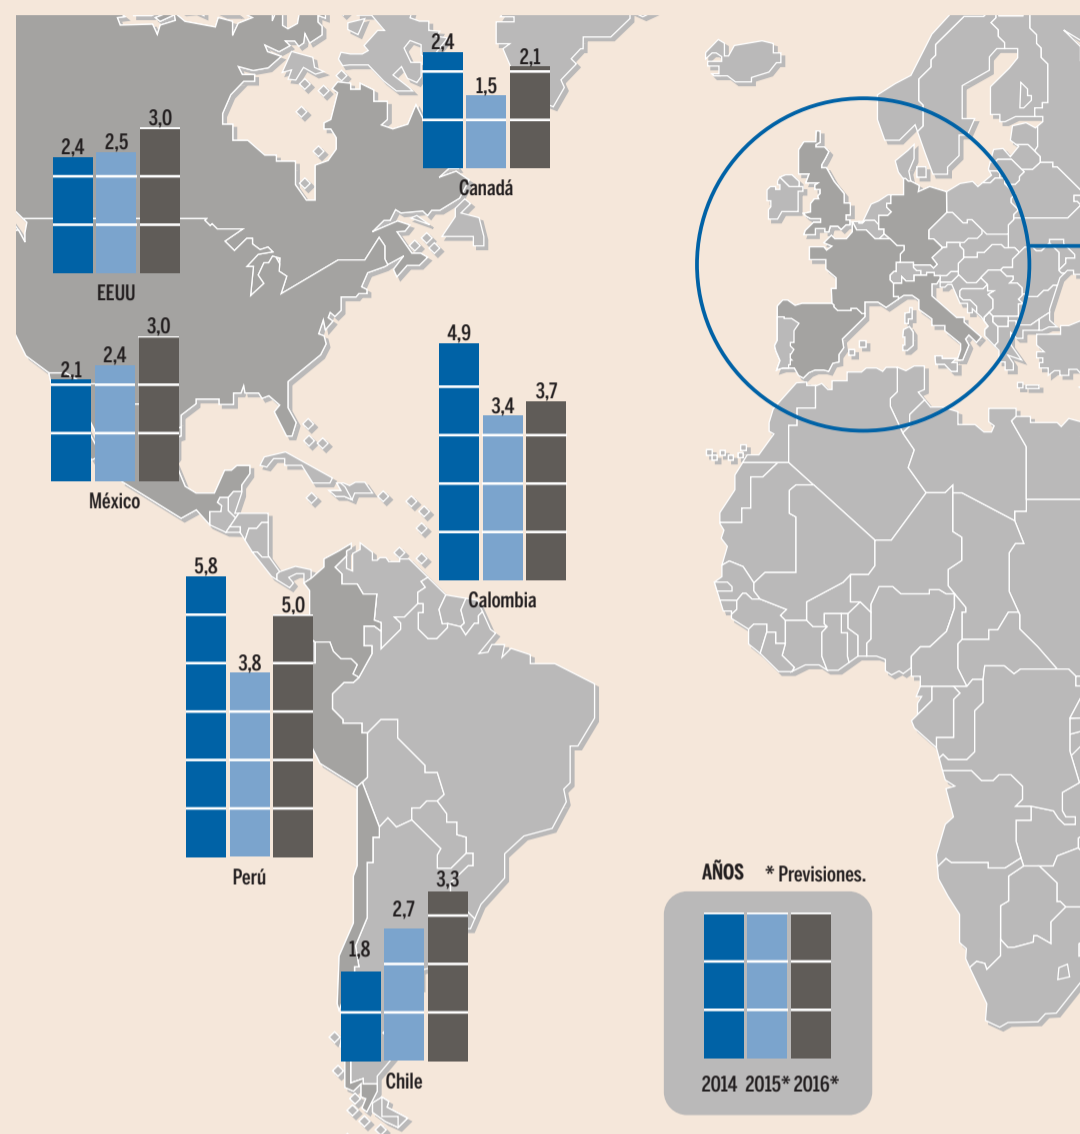 2,4 1,5 2,1
Canadá
2,4 2,5 3,0
EEUU
2,1 2,4 3,0
México
4,9 3,4 3,7
Calombia
5,8 3,8 5,0
Perú
1,8 2,7 3,3
Chile
AÑOS * Previsiones.
2014 2015* 2016*